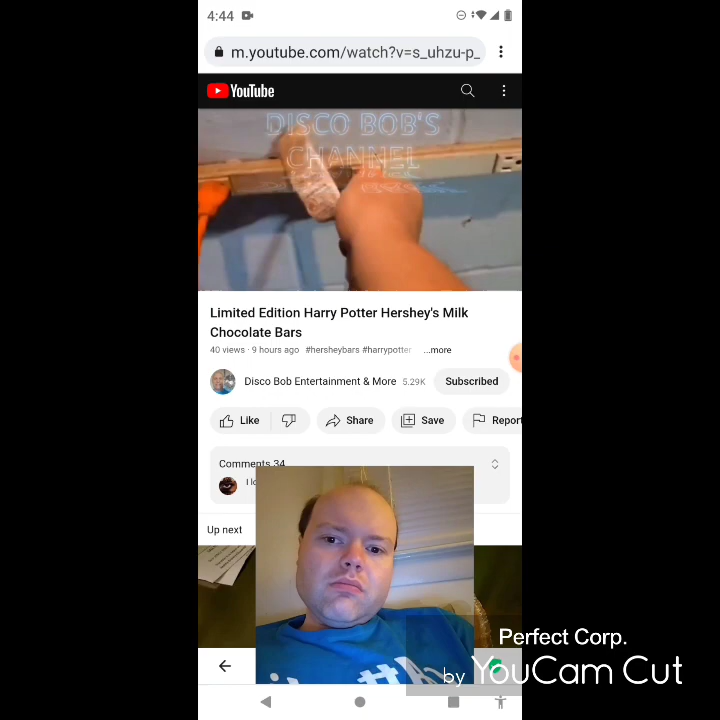 4:44
m.youtube.com/watch?v=s_uhzu-p_
YouTube
DISCO BOB'S
CHANNEL
Limited Edition Harry Potter Hershey's Milk
Chocolate Bars
40 views · 9 hours ago #hersheybars #harrypotter ...more
Disco Bob Entertainment & More 5.29K Subscribed
Like Share Save Report
Comments 34
I lo
Up next
Perfect Corp.
by YouCam Cut